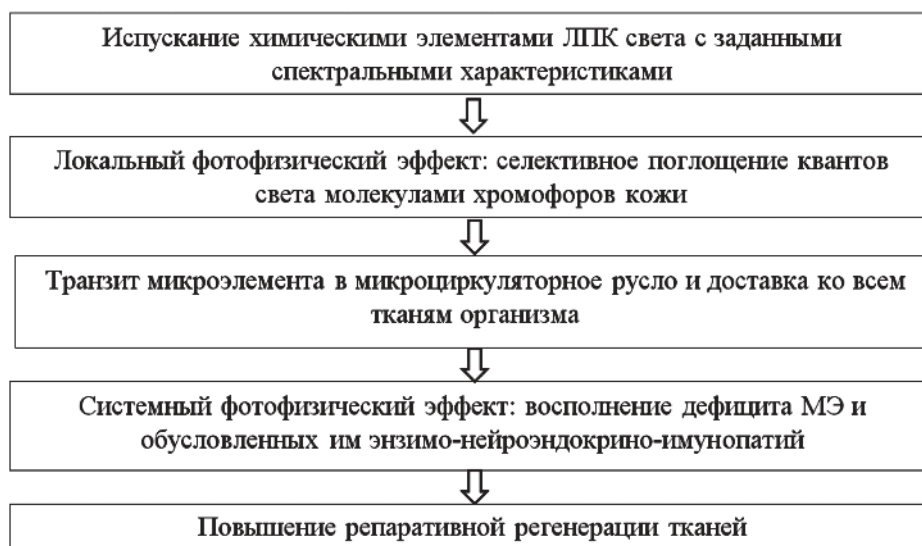 Испускание химическими элементами ЛПК света с заданными
спектральными характеристиками
Локальный фотофизический эффект: селективное поглощение квантов
света молекулами хромофоров кожи
Транзит микроэлемента в микроциркуляторное русло и доставка ко всем
тканям организма
Системный фотофизический эффект: восполнение дефицита МЭ и
обусловленных им энзимо-нейроэндокрино-имунопатий
Повышение репаративной регенерации тканей